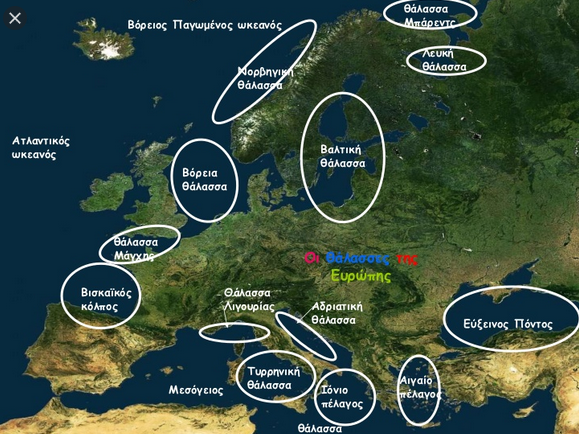 Βόρειος Παγωμένος ωκεανός
θάλασσα
Μπάρεντς
Λευκή
θάλασσα
Νορβηγική
θάλασσα
Ατλαντικός
ωκεανός
Βαλτική
θάλασσα
Βόρεια
θάλασσα
θάλασσα
Μάγχης
Οι θάλασσες της
Ευρώπης
Βισκαϊκός
κόλπος
Θάλασσα
Λιγουρίας
Αδριατική
θάλασσα
Εύξεινος Πόντος
Τυρρηνική
θάλασσα
Μεσόγειος
Ιόνιο
πέλαγος
Αιγαίο
πέλαγος
θάλασσα